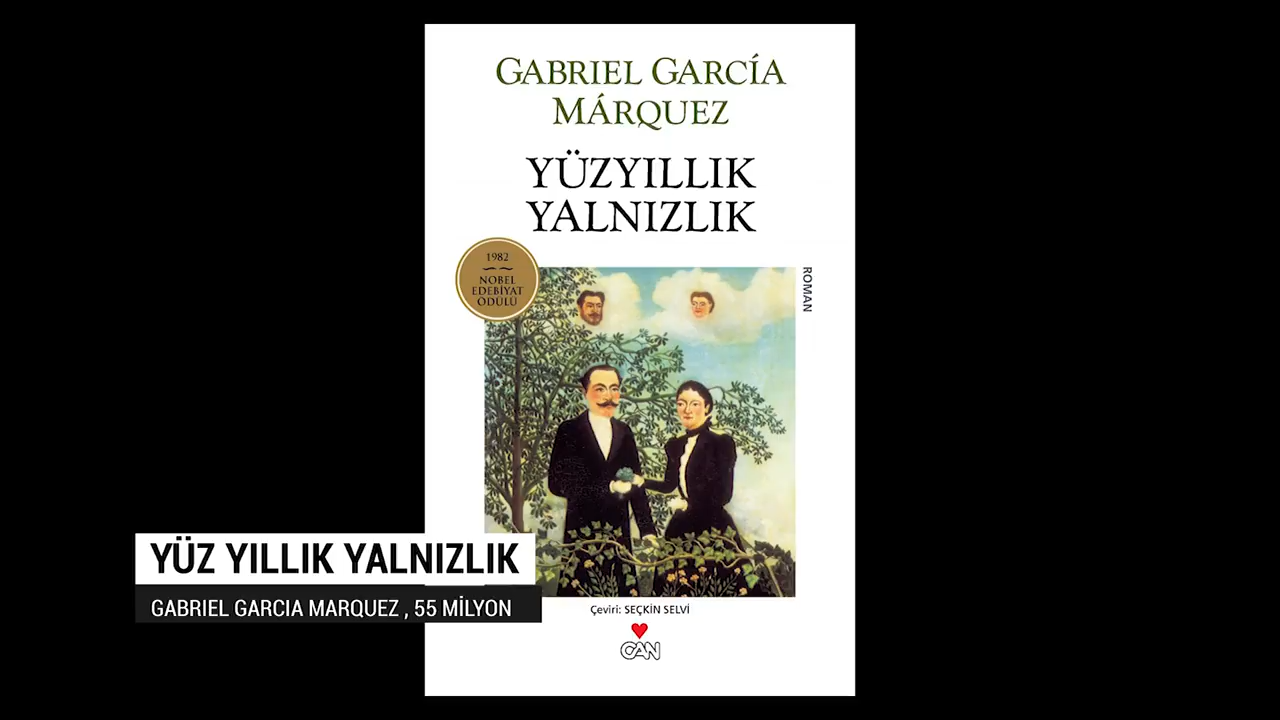 GABRIEL GARCÍA
MÁRQUEZ
YÜZYILLIK
YALNIZLIK
1982
NOBEL
EDEBİYAT
ÖDÜLÜ
ROMAN
YÜZ YILLIK YALNIZLIK
GABRIEL GARCIA MARQUEZ , 55 MİLYON
Çeviri: SEÇKİN SELVİ
CAN